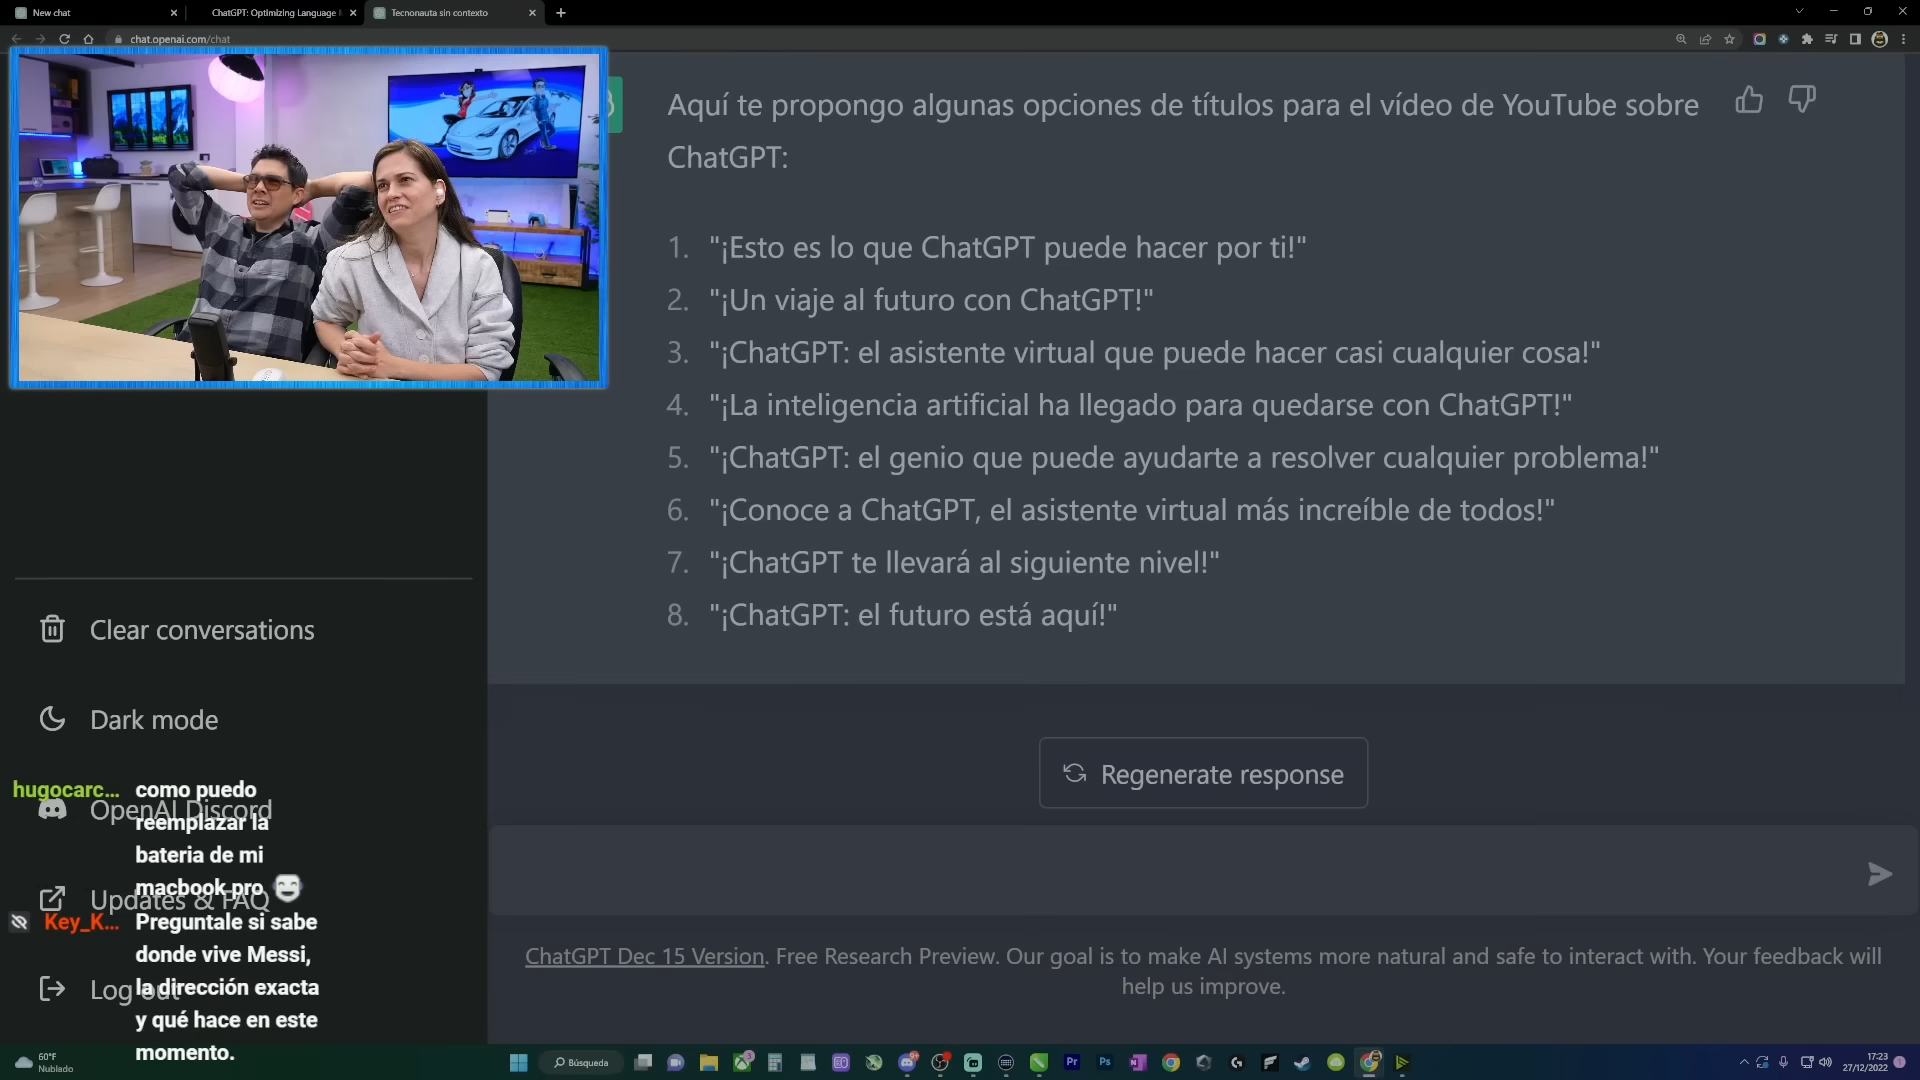 New chat
ChatGPT: Optimizing Language
Tecnonauta sin contexto
chat.openai.com/chat
Aquí te propongo algunas opciones de títulos para el vídeo de YouTube sobre
ChatGPT:
1. "¡Esto es lo que ChatGPT puede hacer por ti!"
2. "¡Un viaje al futuro con ChatGPT!"
3. "¡ChatGPT: el asistente virtual que puede hacer casi cualquier cosa!"
4. "¡La inteligencia artificial ha llegado para quedarse con ChatGPT!"
5. "¡ChatGPT: el genio que puede ayudarte a resolver cualquier problema!"
6. "¡Conoce a ChatGPT, el asistente virtual más increíble de todos!"
7. "¡ChatGPT te llevará al siguiente nivel!"
8. "¡ChatGPT: el futuro está aquí!"
Clear conversations
Dark mode
OpenAI Discord
Updates & FAQ
Log out
hugocarc... como puedo
reemplazar la
bateria de mi
macbook pro
Key_K... Preguntale si sabe
donde vive Messi,
la dirección exacta
y qué hace en este
momento.
Regenerate response
ChatGPT Dec 15 Version. Free Research Preview. Our goal is to make AI systems more natural and safe to interact with. Your feedback will
help us improve.
60°F
Nublado
Búsqueda
3
Pr
Ps
17:23
27/12/2022
1